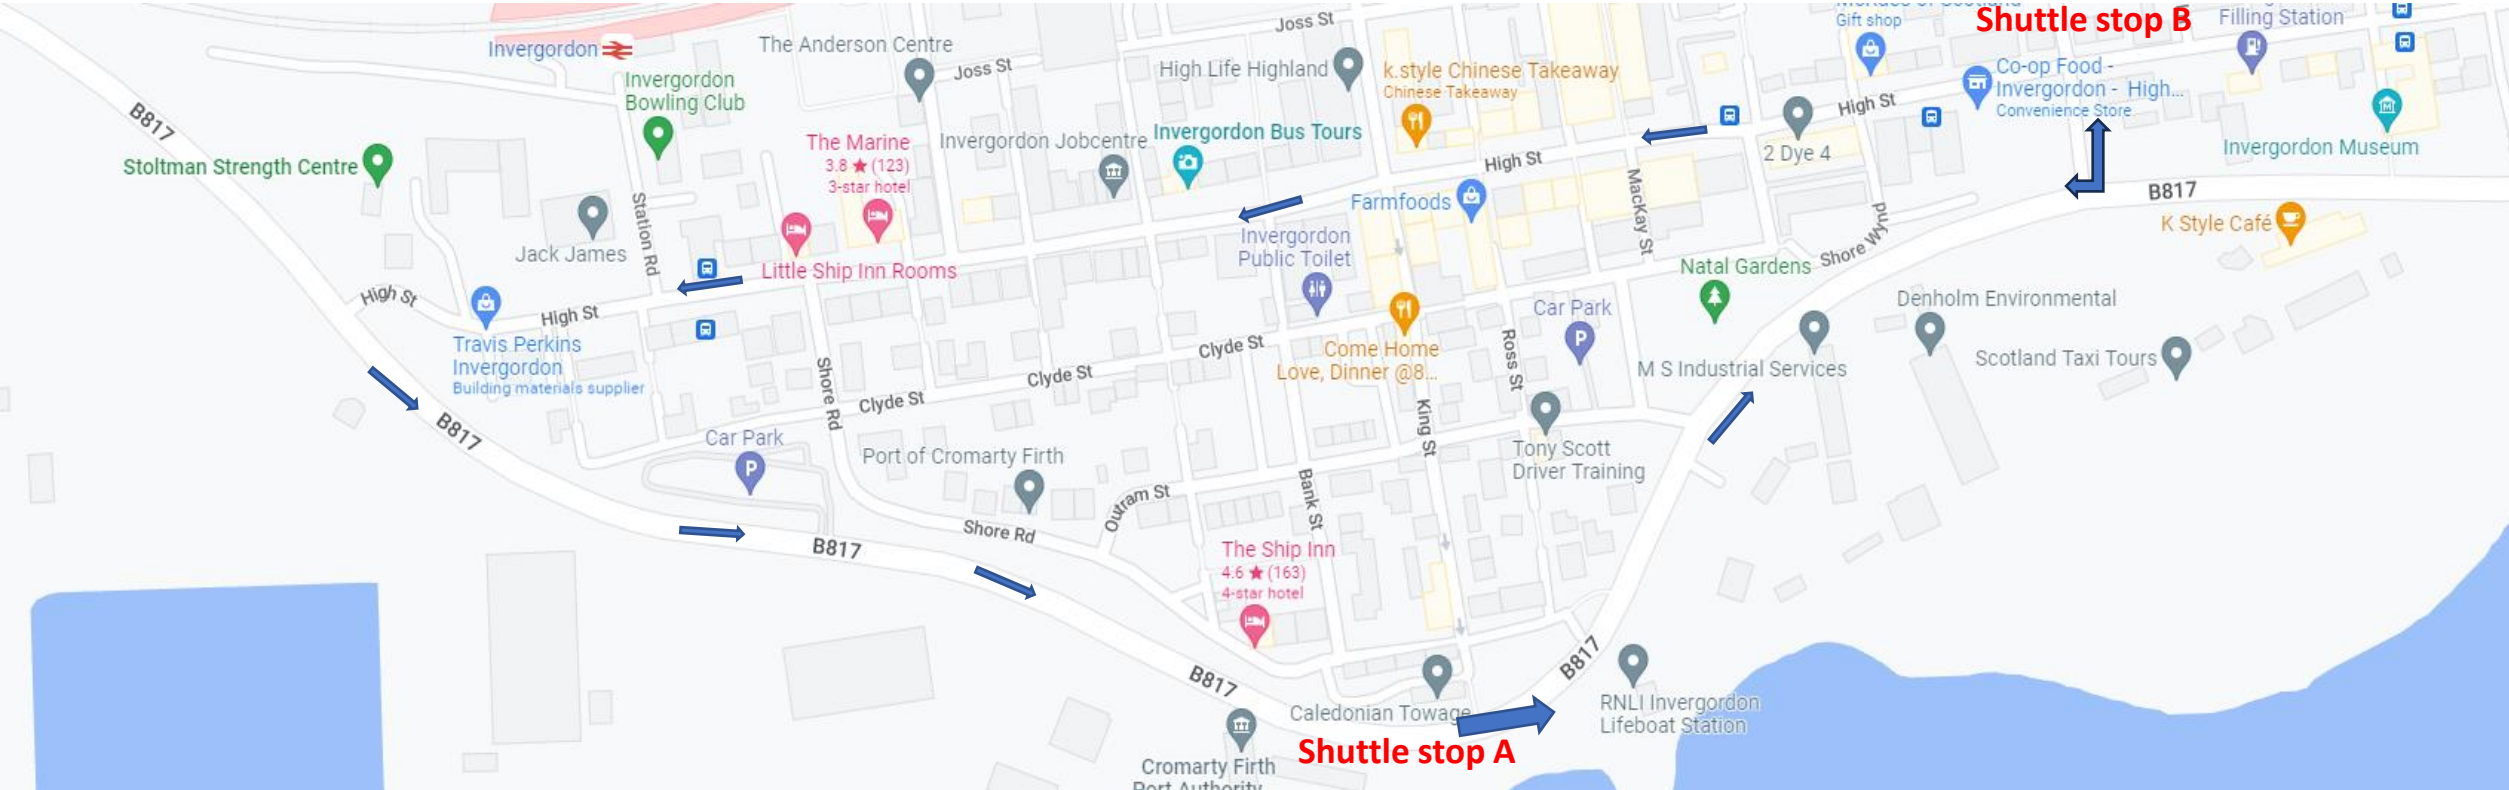 Gift shop
Shuttle stop B
Filling Station
Joss St
Invergordon
The Anderson Centre
Joss St
High Life Highland
k.style Chinese Takeaway
Chinese Takeaway
Co-op Food -
Invergordon - High...
Convenience Store
Invergordon
Bowling Club
High St
B817
The Marine
3.8 ★ (123)
3-star hotel
Invergordon Jobcentre
Invergordon Bus Tours
High St
2 Dye 4
Invergordon Museum
Stoltman Strength Centre
Station Rd
Farmfoods
MacKay St
B817
Shore Wynd
K Style Café
Jack James
Little Ship Inn Rooms
Invergordon
Public Toilet
Natal Gardens
High St
High St
Travis Perkins
Invergordon
Building materials supplier
Car Park
Denholm Environmental
Clyde St
Come Home
Love, Dinner @8...
Ross St
M S Industrial Services
Scotland Taxi Tours
Shore Rd
Clyde St
Clyde St
King St
B817
Car Park
Port of Cromarty Firth
Tony Scott
Driver Training
Outram St
Bank St
Shore Rd
B817
The Ship Inn
4.6 ★ (163)
4-star hotel
B817
B817
Caledonian Towage
RNLI Invergordon
Lifeboat Station
Shuttle stop A
Cromarty Firth
Port Authority